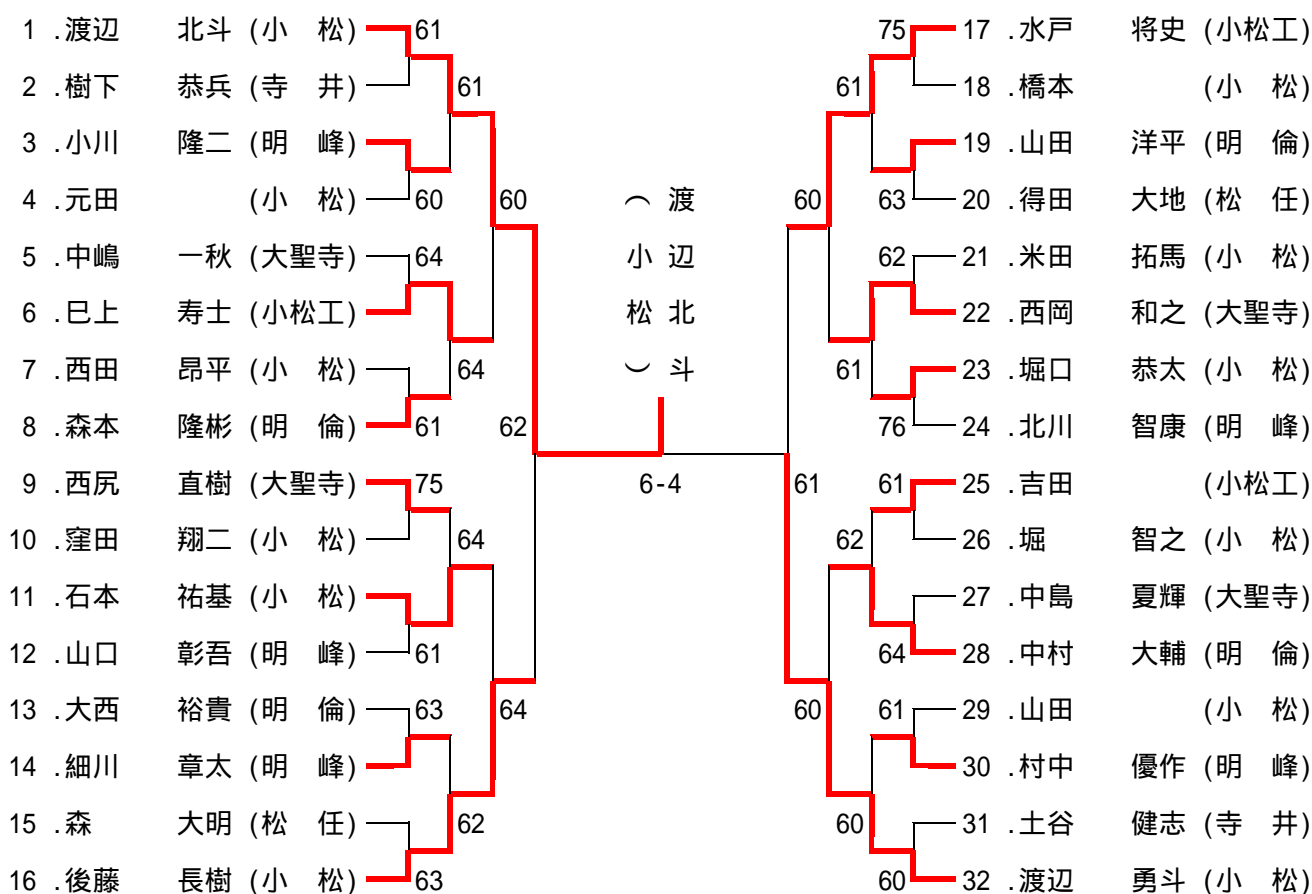 1 .渡辺 北斗 (小 松) 61
75 17 .水戸 将史 (小松工)
2 .樹下 恭兵 (寺 井) 61
61 18 .橋本 (小 松)
3 .小川 隆二 (明 峰)
19 .山田 洋平 (明 倫)
4 .元田 (小 松) 60 60
60 63 20 .得田 大地 (松 任)
5 .中嶋 一秋 (大聖寺) 64
62 21 .米田 拓馬 (小 松)
6 .巳上 寿士 (小松工)
22 .西岡 和之 (大聖寺)
7 .西田 昂平 (小 松) 64
61 23 .堀口 恭太 (小 松)
8 .森本 隆彬 (明 倫) 61 62
76 24 .北川 智康 (明 峰)
渡辺北斗
(小松)
6-4
9 .西尻 直樹 (大聖寺) 75
61 61 25 .吉田 (小松工)
10 .窪田 翔二 (小 松) 64
62 26 .堀 智之 (小 松)
11 .石本 祐基 (小 松)
27 .中島 夏輝 (大聖寺)
12 .山口 彰吾 (明 峰) 61
64 28 .中村 大輔 (明 倫)
13 .大西 裕貴 (明 倫) 63 64
60 61 29 .山田 (小 松)
14 .細川 章太 (明 峰)
30 .村中 優作 (明 峰)
15 .森 大明 (松 任) 62
60 31 .土谷 健志 (寺 井)
16 .後藤 長樹 (小 松) 63
60 32 .渡辺 勇斗 (小 松)